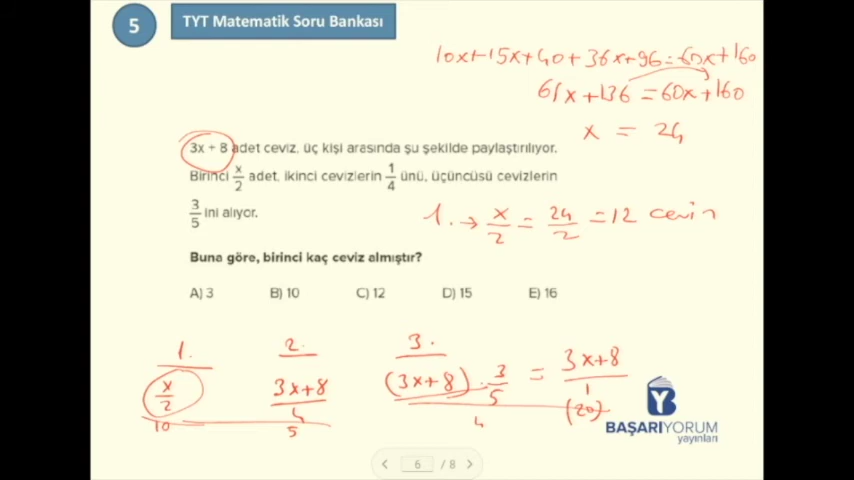 5
TYT Matematik Soru Bankası
10x+15x+40+36x+96=60x+160
61x+136=60x+160
x = 24
3x + 8 adet ceviz, üç kişi arasında şu şekilde paylaştırılıyor.
Birinci x/2 adet, ikinci cevizlerin 1/4 ünü, üçüncüsü cevizlerin
3/5 ini alıyor.
1. → x/2 = 24/2 = 12 ceviz
Buna göre, birinci kaç ceviz almıştır?
A) 3 B) 10 C) 12 D) 15 E) 16
1. 2. 3.
x/2 3x+8/4 (3x+8) . 3/5 = 3x+8/1
10 5 4 (20)
BAŞARIYORUM
yayınları
< 6 / 8 >